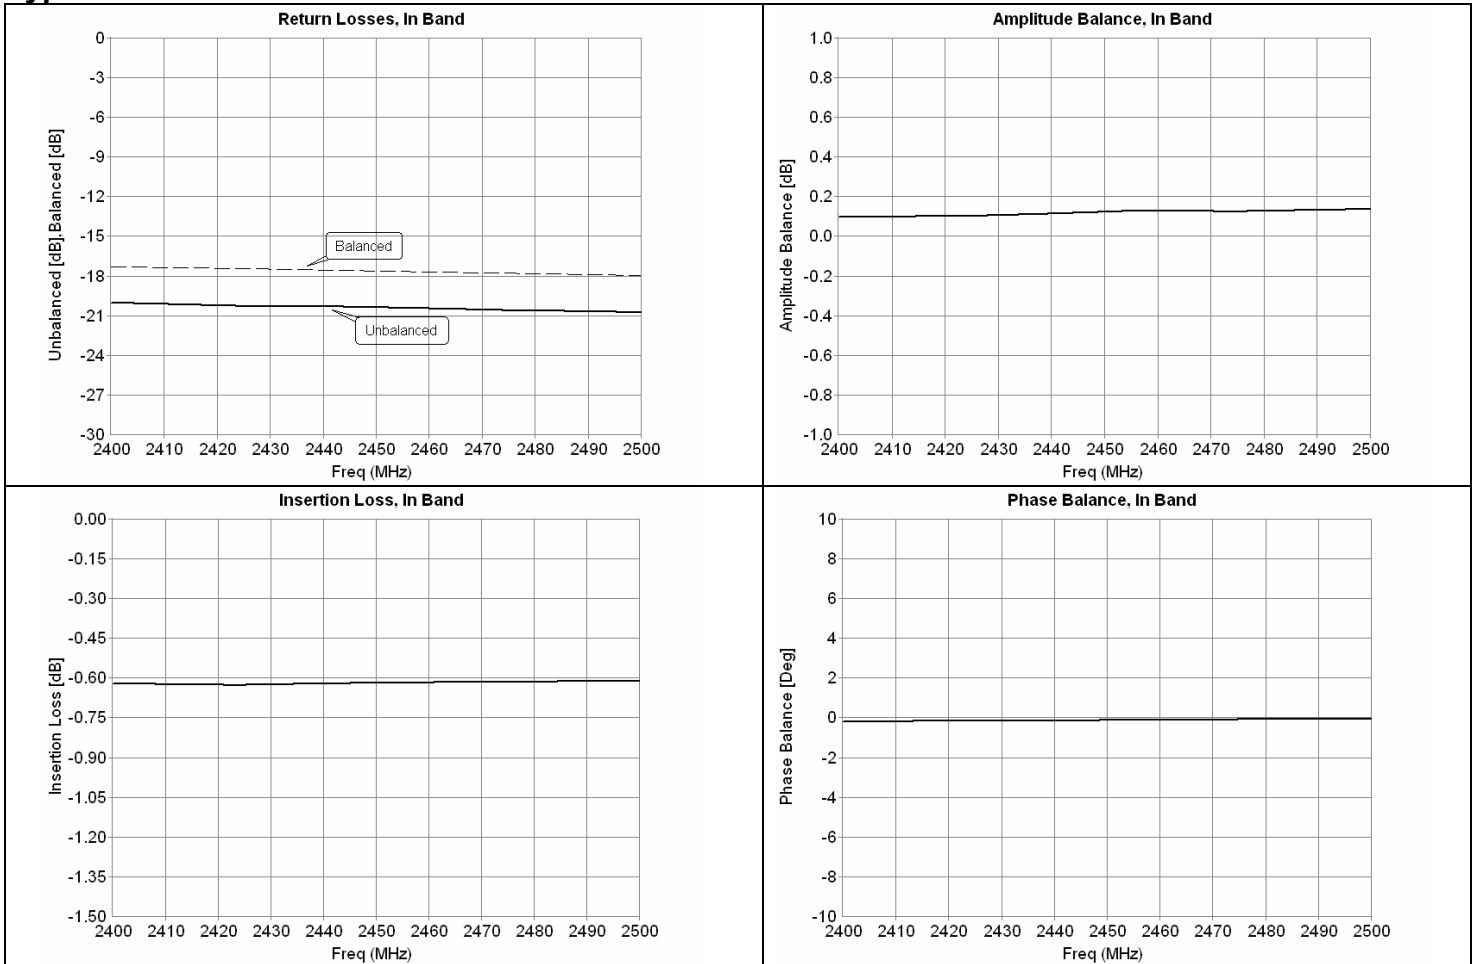 Return Losses, In Band
Unbalanced [dB],Balanced [dB]
0
-3
-6
-9
-12
-15
-18
-21
-24
-27
-30
Balanced
Unbalanced
2400 2410 2420 2430 2440 2450 2460 2470 2480 2490 2500
Freq (MHz)
Amplitude Balance, In Band
Amplitude Balance [dB]
1.0
0.8
0.6
0.4
0.2
0.0
-0.2
-0.4
-0.6
-0.8
-1.0
2400 2410 2420 2430 2440 2450 2460 2470 2480 2490 2500
Freq (MHz)
Insertion Loss, In Band
Insertion Loss [dB]
0.00
-0.15
-0.30
-0.45
-0.60
-0.75
-0.90
-1.05
-1.20
-1.35
-1.50
2400 2410 2420 2430 2440 2450 2460 2470 2480 2490 2500
Freq (MHz)
Phase Balance, In Band
Phase Balance [Deg]
10
8
6
4
2
0
-2
-4
-6
-8
-10
2400 2410 2420 2430 2440 2450 2460 2470 2480 2490 2500
Freq (MHz)